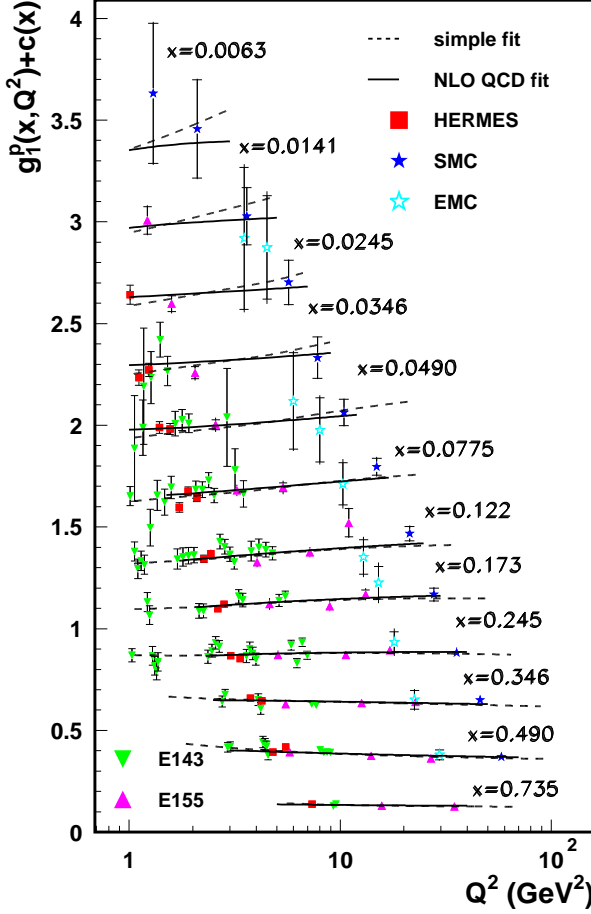 g₁ᵖ(x,Q²)+c(x)
4
3.5
3
2.5
2
1.5
1
0.5
0
x=0.0063
x=0.0141
x=0.0245
x=0.0346
x=0.0490
x=0.0775
x=0.122
x=0.173
x=0.245
x=0.346
x=0.490
x=0.735
simple fit
NLO QCD fit
HERMES
SMC
EMC
E143
E155
1
10
10²
Q² (GeV²)